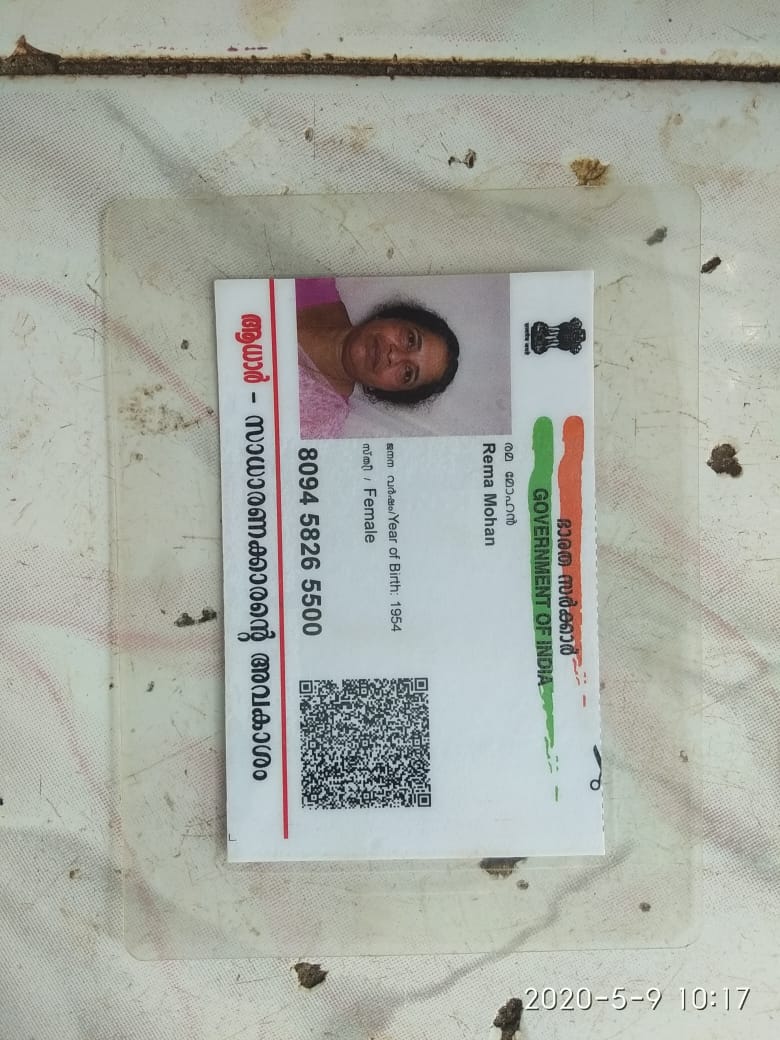 ഭാരത സർക്കാർ
GOVERNMENT OF INDIA
രമ മോഹൻ
Rema Mohan
ജനന വർഷം/Year of Birth: 1954
സ്ത്രീ / Female
8094 5826 5500
ആധാർ - സാധാരണക്കാരന്റെ അവകാശം
2020-5-9 10:17